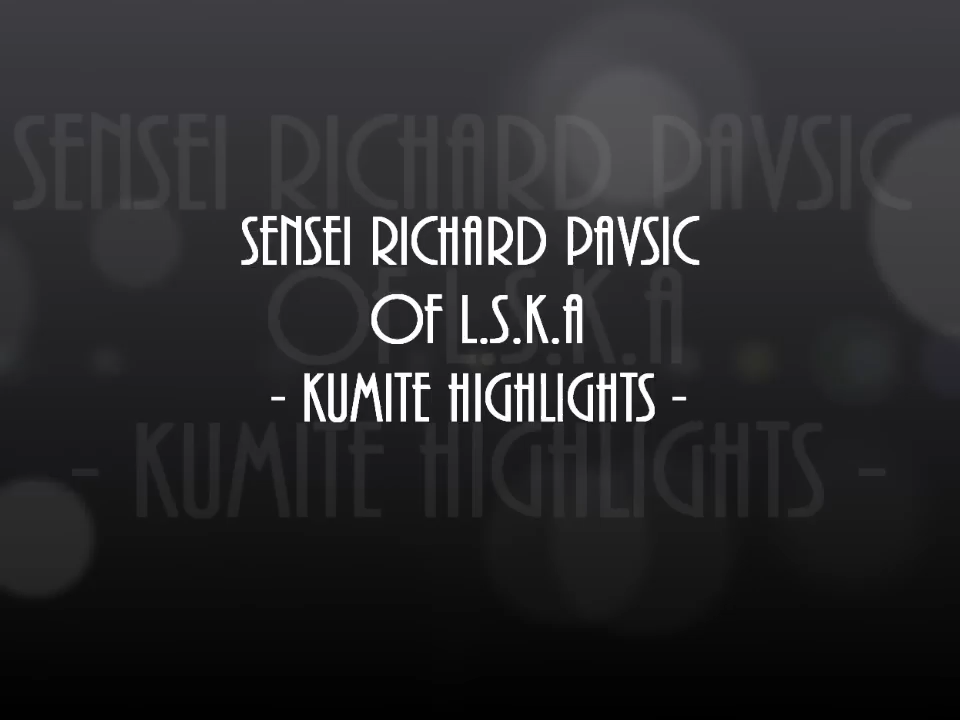 SENSEI RICHARD PAVSIC
OF L.S.K.A
- KUMITE HIGHLIGHTS -